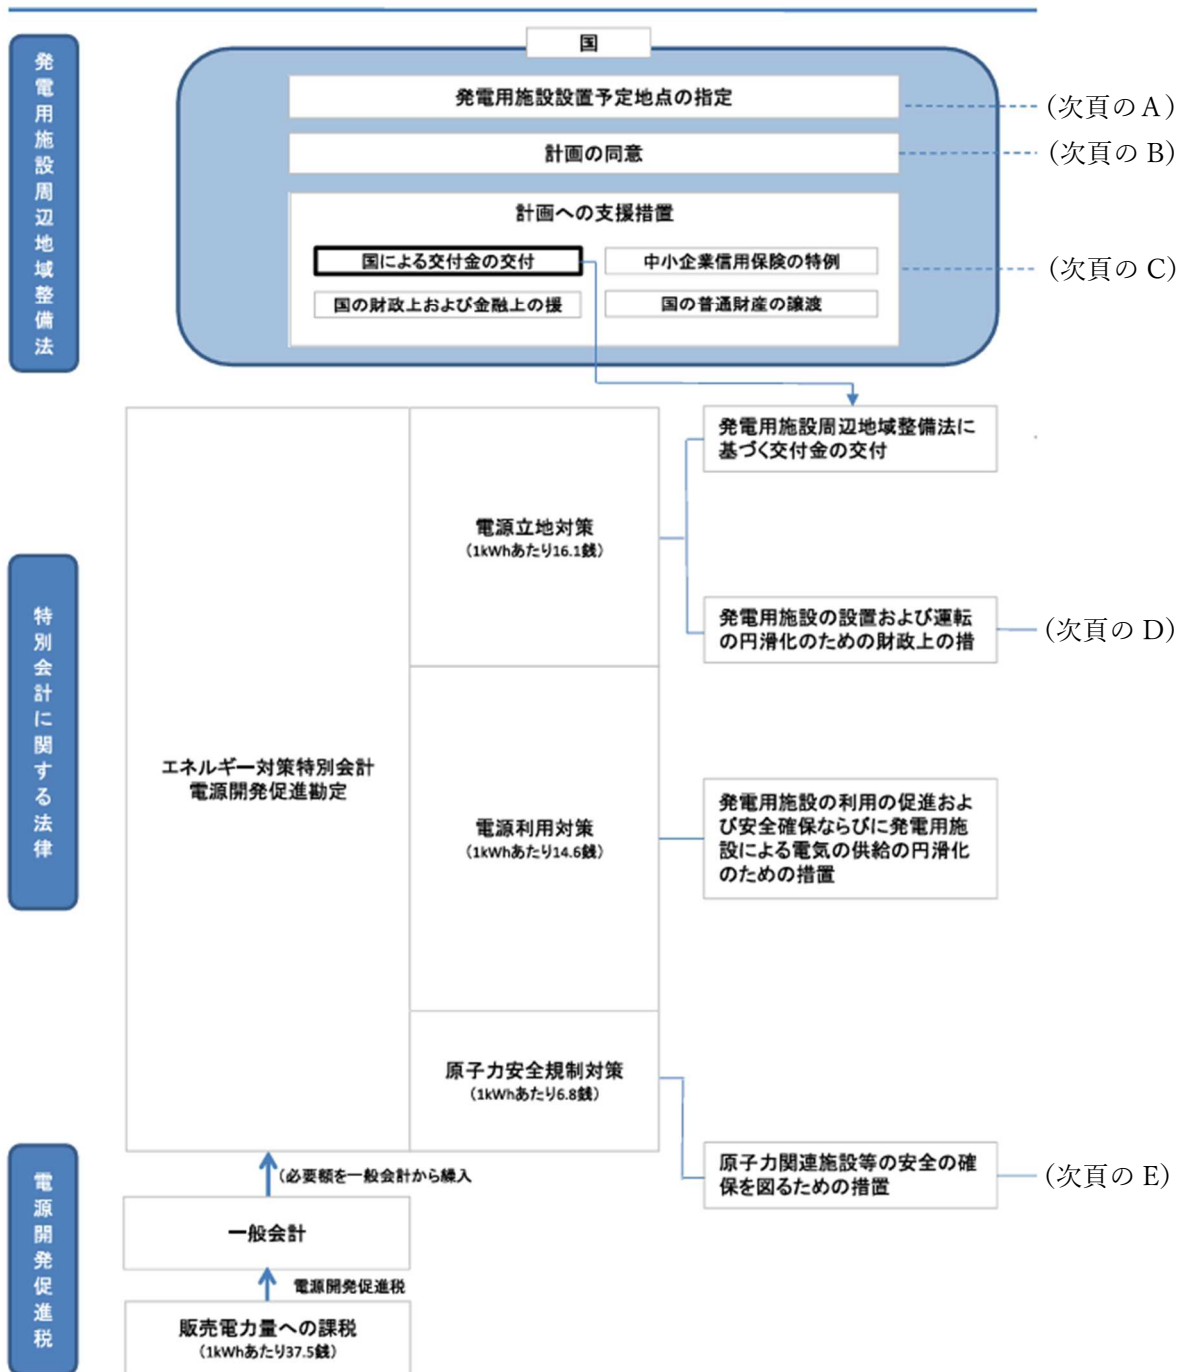 発電用施設周辺地域整備法
国
発電用施設設置予定地点の指定
(次頁のA)
計画の同意
(次頁の B)
計画への支援措置
国による交付金の交付
中小企業信用保険の特例
(次頁の C)
国の財政上および金融上の援
国の普通財産の譲渡
特別会計に関する法律
エネルギー対策特別会計
電源開発促進勘定
電源立地対策
(1kWhあたり16.1銭)
発電用施設周辺地域整備法に
基づく交付金の交付
発電用施設の設置および運転
の円滑化のための財政上の措
(次頁の D)
電源利用対策
(1kWhあたり14.6銭)
発電用施設の利用の促進およ
び安全確保ならびに発電用施
設による電気の供給の円滑化
のための措置
原子力安全規制対策
(1kWhあたり6.8銭)
原子力関連施設等の安全の確
保を図るための措置
(次頁の E)
電源開発促進税
(必要額を一般会計から繰入
一般会計
電源開発促進税
販売電力量への課税
(1kWhあたり37.5銭)